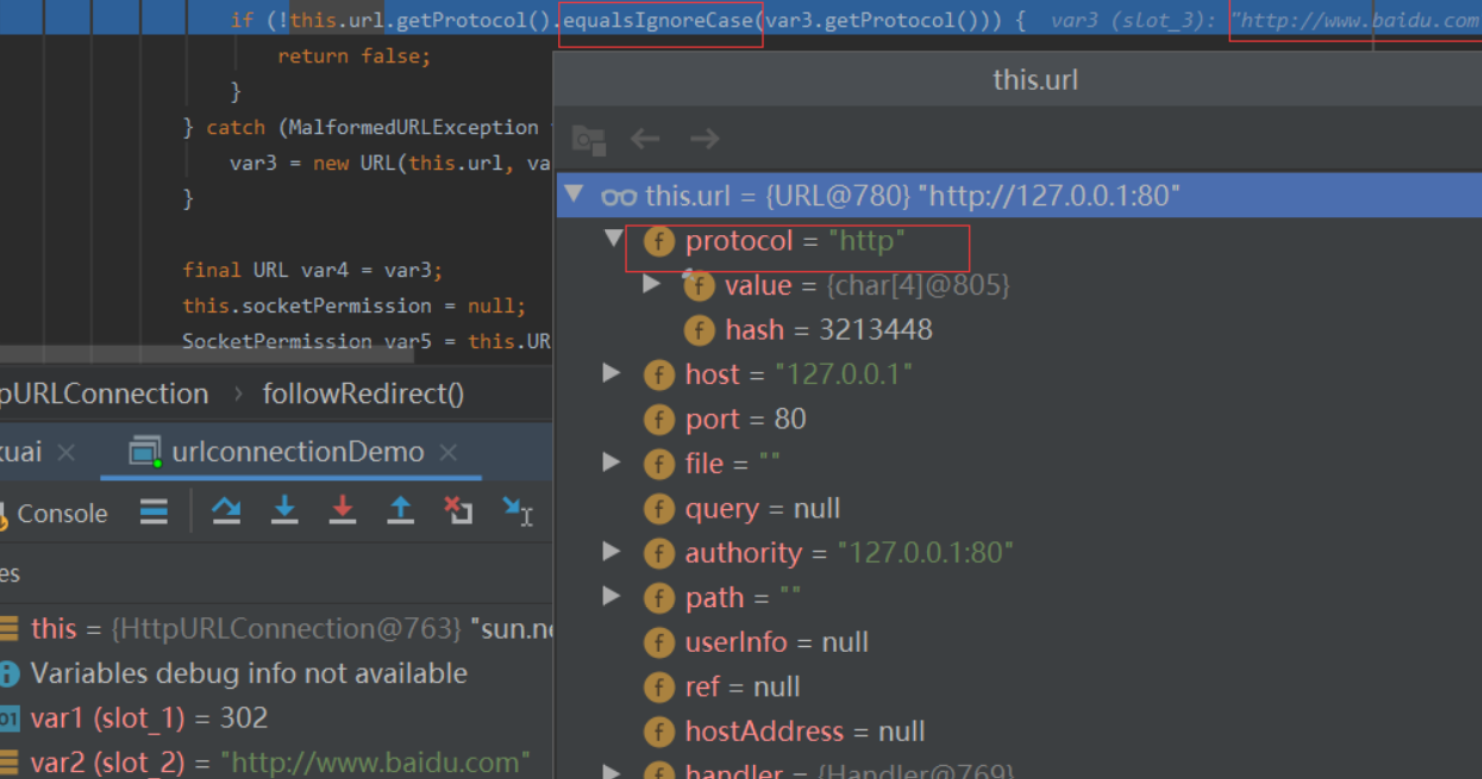 if (!this.url.getProtocol().equalsIgnoreCase(var3.getProtocol())) { var3 (slot_3): "http://www.baidu.com
return false;
}
} catch (MalformedURLException
var3 = new URL(this.url, va
}
final URL var4 = var3;
this.socketPermission = null;
SocketPermission var5 = this.UR
pURLConnection › followRedirect()
kuai × urlconnectionDemo ×
Console
es
this = {HttpURLConnection@763} "sun.ne
Variables debug info not available
01 var1 (slot_1) = 302
var2 (slot_2) = "http://www.baidu.com"
this.url
this.url = {URL@780} "http://127.0.0.1:80"
f protocol = "http"
f value = {char[4]@805}
f hash = 3213448
f host = "127.0.0.1"
f port = 80
f file = ""
f query = null
f authority = "127.0.0.1:80"
f path = ""
f userInfo = null
f ref = null
f hostAddress = null
f handler = {Handler@769}